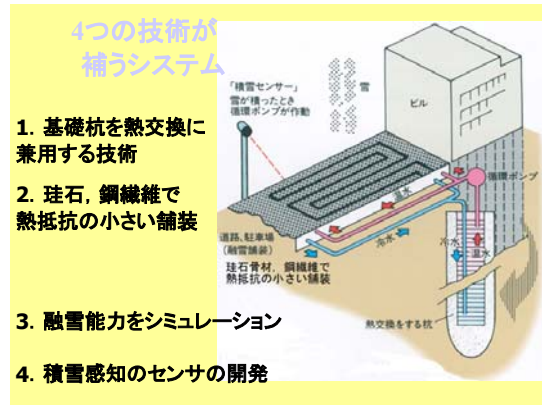 4つの技術が
補うシステム
1. 基礎杭を熱交換に
兼用する技術
2. 珪石，鋼繊維で
熱抵抗の小さい舗装
3. 融雪能力をシミュレーション
4. 積雪感知のセンサの開発
「積雪センサー」
雪が積ったとき
循環ポンプが作動
雪
ビル
循環ポンプ
温水
冷水
道路、駐車場
（融雪舗装）
珪石骨材，鋼繊維で
熱抵抗の小さい舗装
冷水
温水
熱交換をする杭